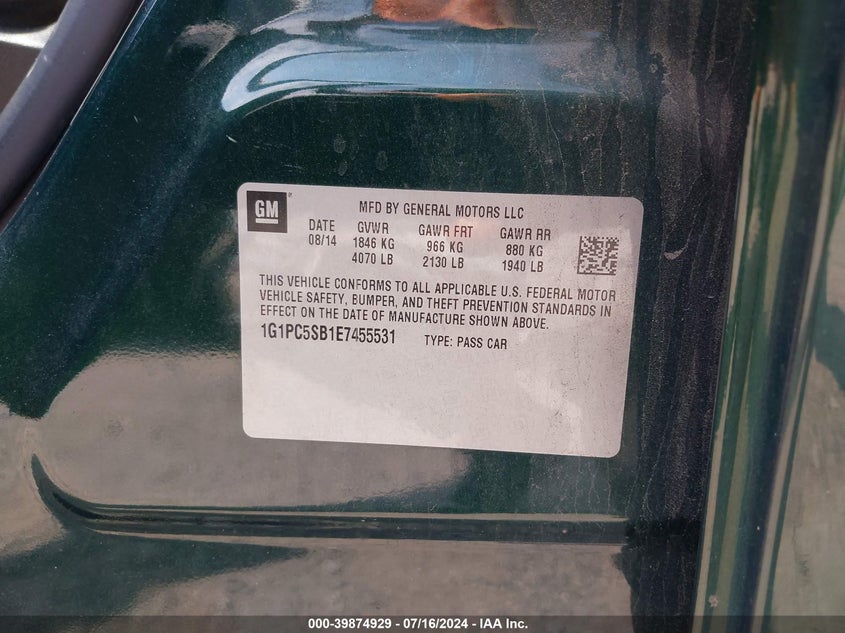 GM
MFD BY GENERAL MOTORS LLC
DATE GVWR GAWR FRT GAWR RR
08/14 1846 KG 966 KG 880 KG
4070 LB 2130 LB 1940 LB
THIS VEHICLE CONFORMS TO ALL APPLICABLE U.S. FEDERAL MOTOR
VEHICLE SAFETY, BUMPER, AND THEFT PREVENTION STANDARDS IN
EFFECT ON THE DATE OF MANUFACTURE SHOWN ABOVE.
1G1PC5SB1E7455531 TYPE: PASS CAR
000-39874929 - 07/16/2024 - IAA Inc.